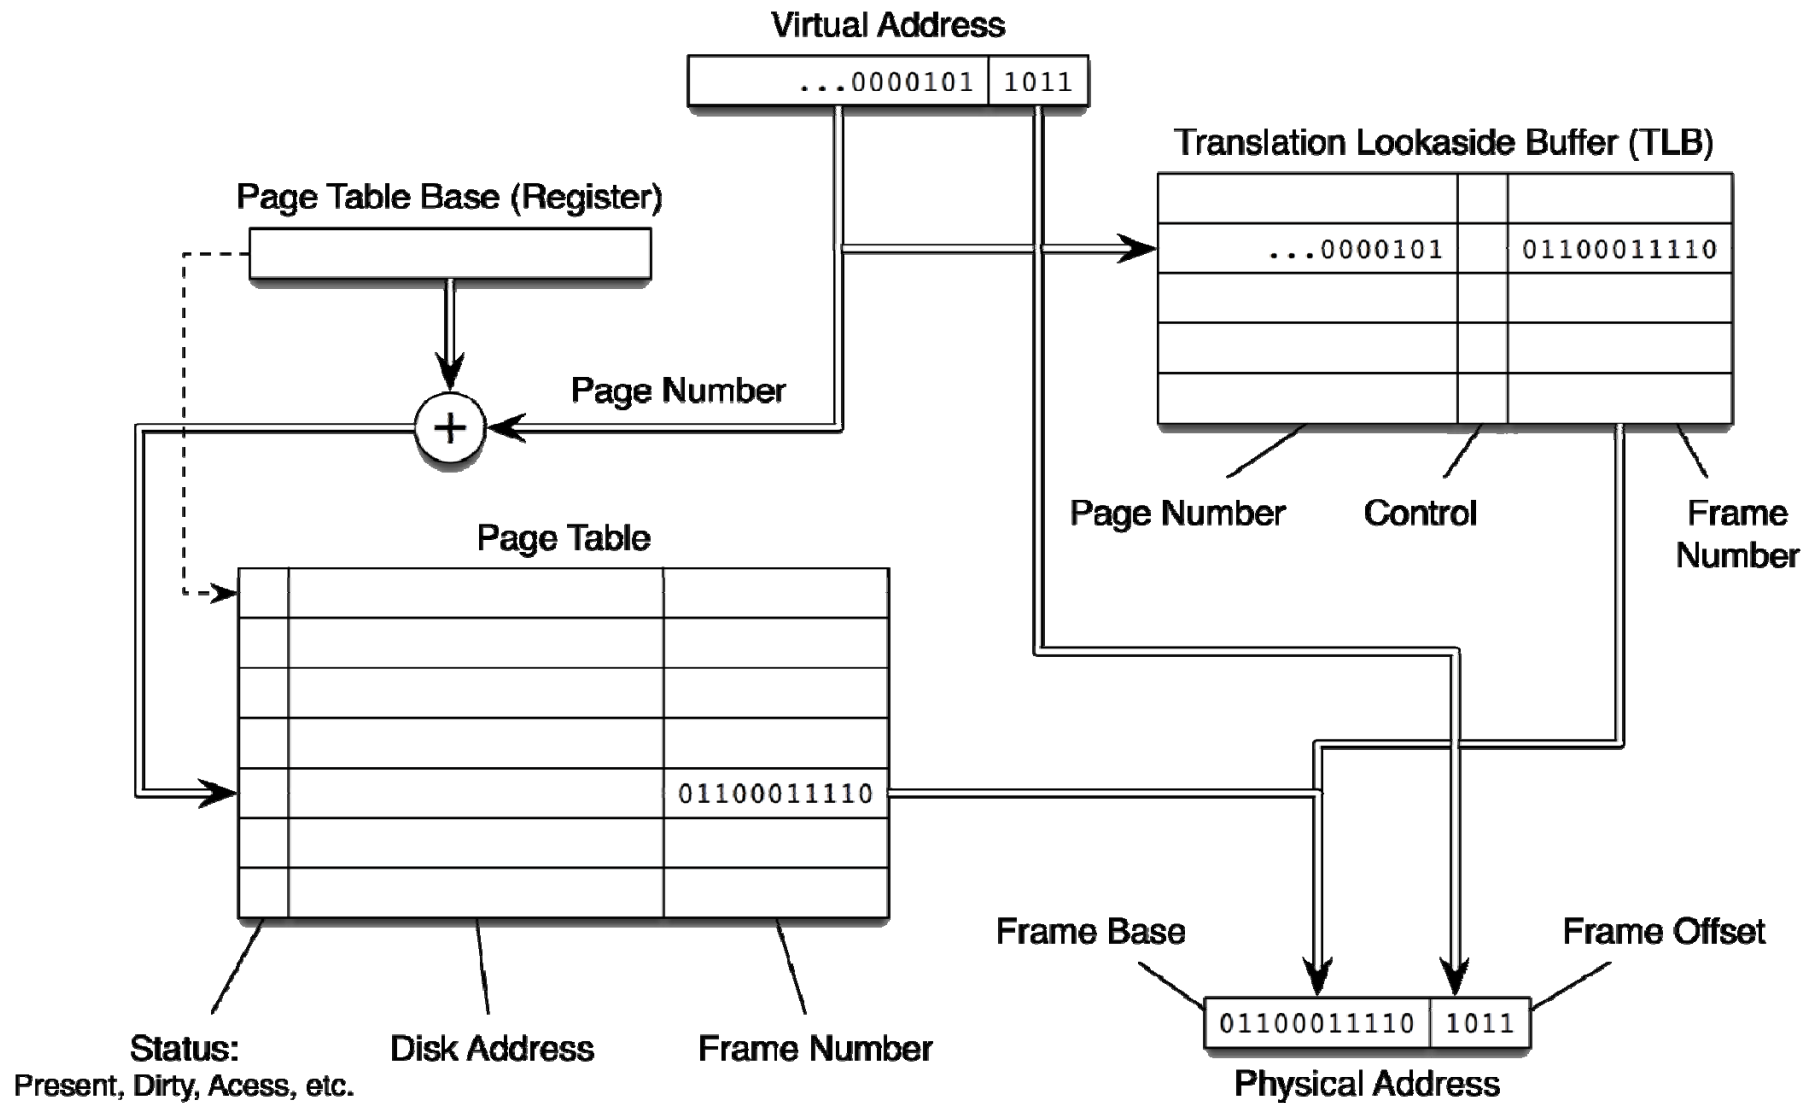 Virtual Address
...0000101 1011
Translation Lookaside Buffer (TLB)
Page Table Base (Register)
...0000101 01100011110
Page Number
Page Number
Control
Frame
Number
Page Table
01100011110
Frame Base
Frame Offset
01100011110 1011
Status:
Present, Dirty, Acess, etc.
Disk Address
Frame Number
Physical Address